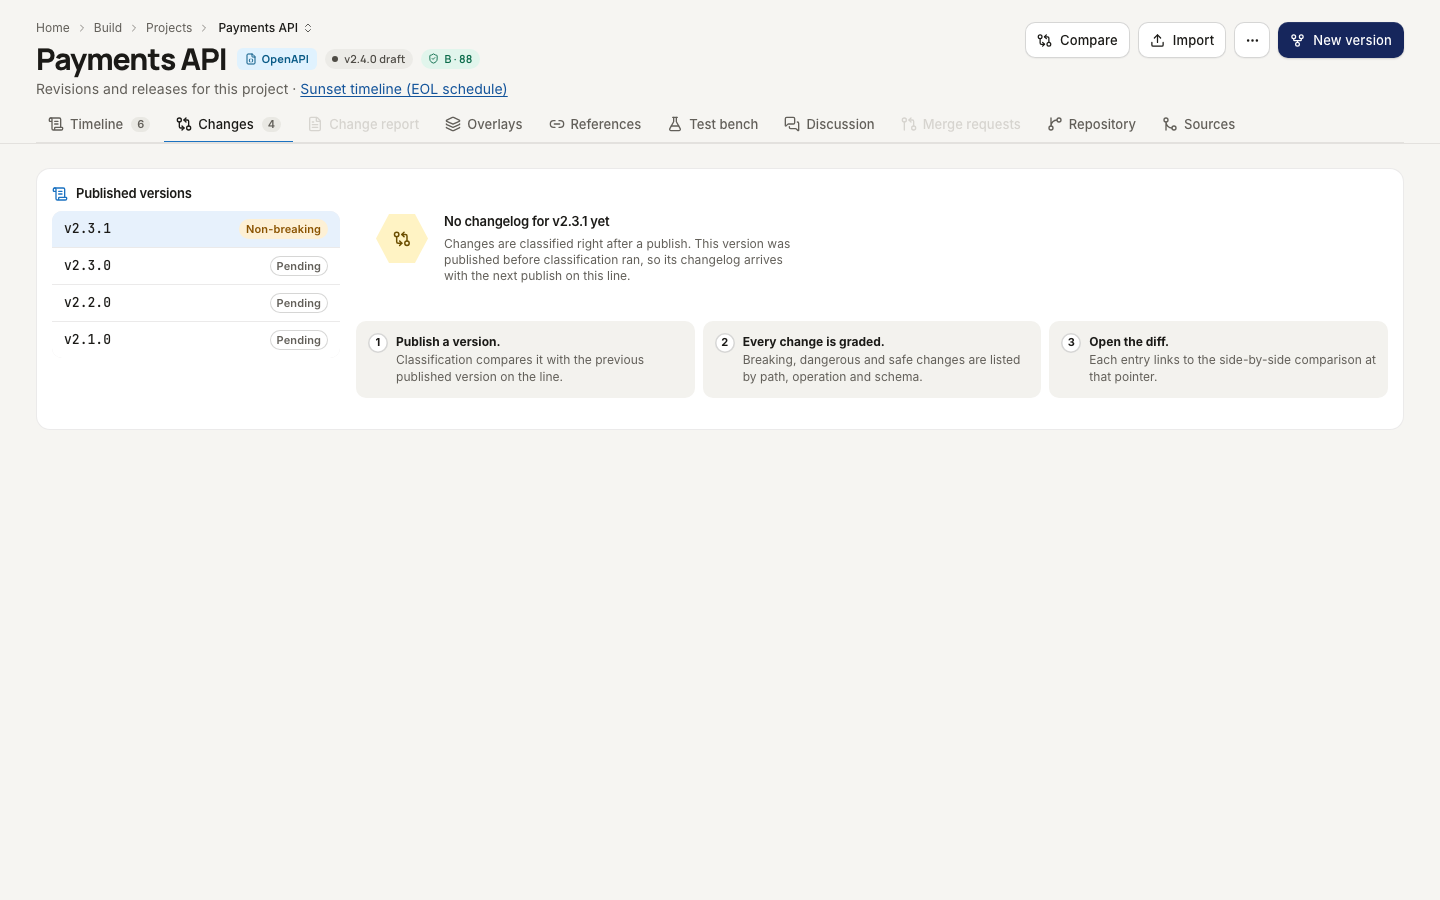 Home
Build
Projects
Payments API
Payments API
OpenAPI
v2.4.0 draft
B · 88
Revisions and releases for this project · Sunset timeline (EOL schedule)
Compare
Import
New version
Timeline 6
Changes 4
Change report
Overlays
References
Test bench
Discussion
Merge requests
Repository
Sources
Published versions
v2.3.1 Non-breaking
v2.3.0 Pending
v2.2.0 Pending
v2.1.0 Pending
No changelog for v2.3.1 yet
Changes are classified right after a publish. This version was
published before classification ran, so its changelog arrives
with the next publish on this line.
1 Publish a version.
Classification compares it with the previous
published version on the line.
2 Every change is graded.
Breaking, dangerous and safe changes are listed
by path, operation and schema.
3 Open the diff.
Each entry links to the side-by-side comparison at
that pointer.